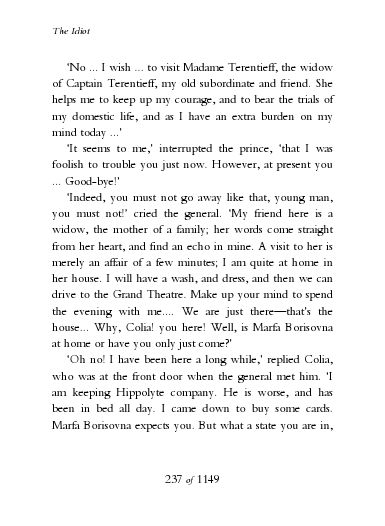 The Idiot
‘No ... I wish ... to visit Madame Terentieff, the widow
of Captain Terentieff, my old subordinate and friend. She
helps me to keep up my courage, and to bear the trials of
my domestic life, and as I have an extra burden on my
mind today ...’
‘It seems to me,’ interrupted the prince, ‘that I was
foolish to trouble you just now. However, at present you
... Good-bye!’
‘Indeed, you must not go away like that, young man,
you must not!’ cried the general. ‘My friend here is a
widow, the mother of a family; her words come straight
from her heart, and find an echo in mine. A visit to her is
merely an affair of a few minutes; I am quite at home in
her house. I will have a wash, and dress, and then we can
drive to the Grand Theatre. Make up your mind to spend
the evening with me.... We are just there—that’s the
house... Why, Colia! you here! Well, is Marfa Borisovna
at home or have you only just come?’
‘Oh no! I have been here a long while,’ replied Colia,
who was at the front door when the general met him. ‘I
am keeping Hippolyte company. He is worse, and has
been in bed all day. I came down to buy some cards.
Marfa Borisovna expects you. But what a state you are in,
237 of 1149